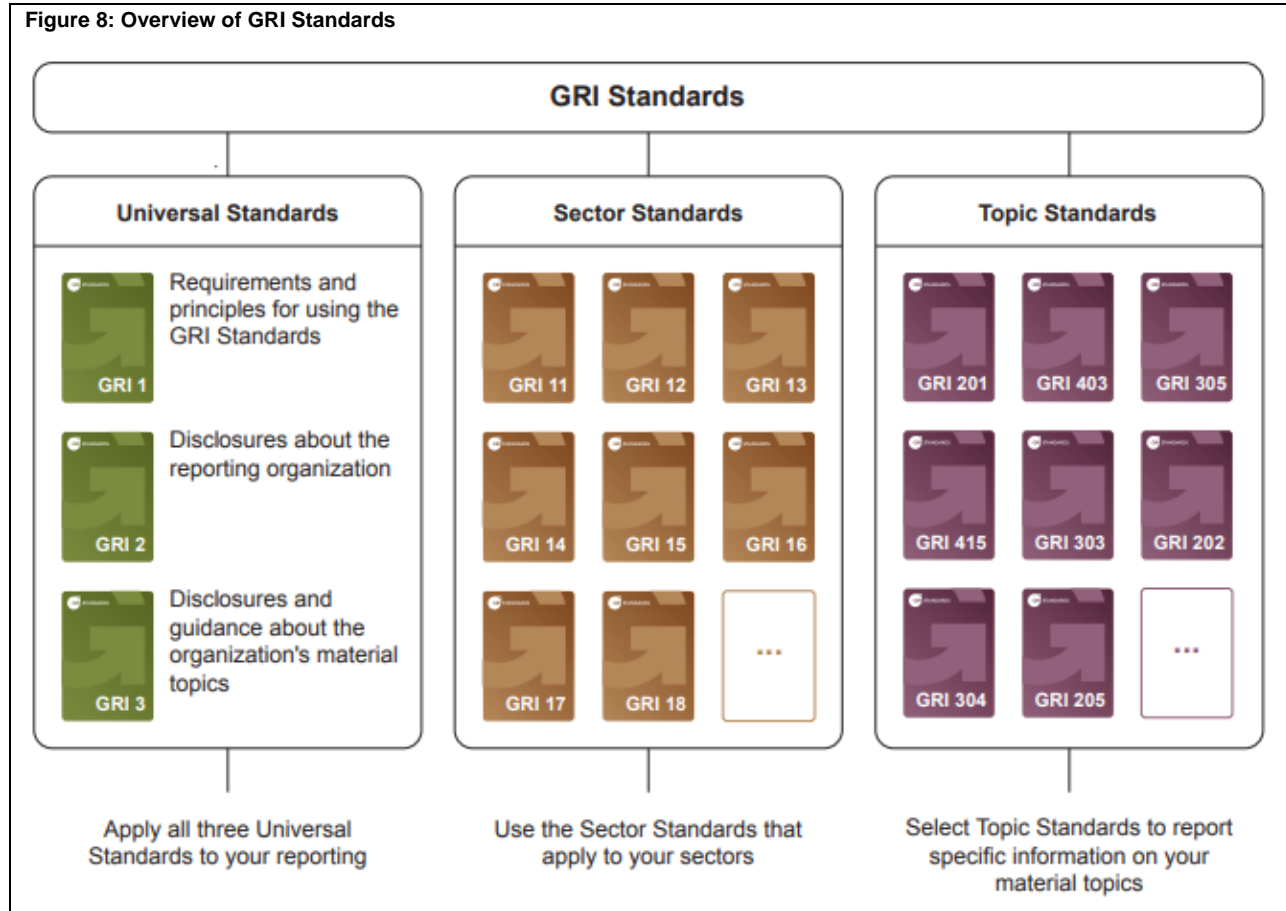 Figure 8: Overview of GRI Standards
GRI Standards
Universal Standards
GRI 1
Requirements and
principles for using the
GRI Standards
GRI 2
Disclosures about the
reporting organization
GRI 3
Disclosures and
guidance about the
organization's material
topics
Apply all three Universal
Standards to your reporting
Sector Standards
GRI 11 GRI 12 GRI 13
GRI 14 GRI 15 GRI 16
GRI 17 GRI 18 ...
Use the Sector Standards that
apply to your sectors
Topic Standards
GRI 201 GRI 403 GRI 305
GRI 415 GRI 303 GRI 202
GRI 304 GRI 205 ...
Select Topic Standards to report
specific information on your
material topics